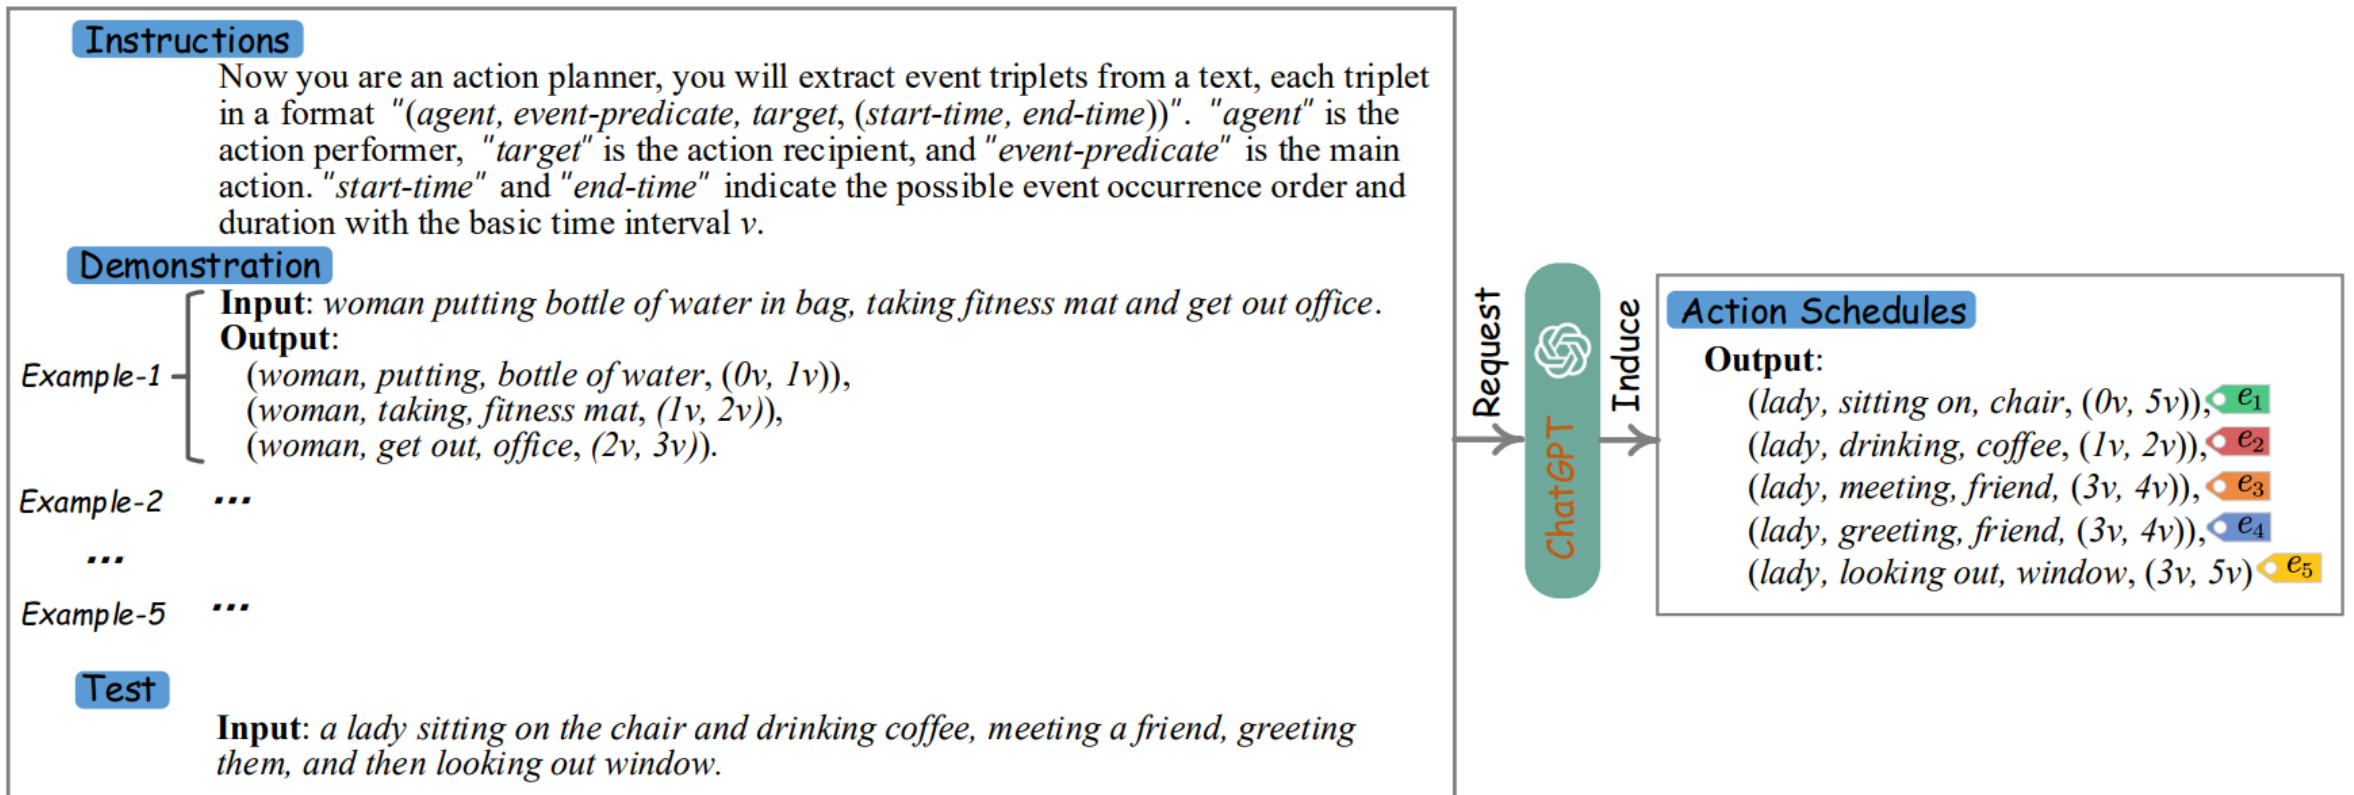 Instructions
Now you are an action planner, you will extract event triplets from a text, each triplet
in a format "(agent, event-predicate, target, (start-time, end-time))". "agent" is the
action performer, "target" is the action recipient, and "event-predicate" is the main
action. "start-time" and "end-time" indicate the possible event occurrence order and
duration with the basic time interval v.
Demonstration
Example-1
Input: woman putting bottle of water in bag, taking fitness mat and get out office.
Output:
(woman, putting, bottle of water, (0v, 1v)),
(woman, taking, fitness mat, (1v, 2v)),
(woman, get out, office, (2v, 3v)).
Example-2 ...
...
Example-5 ...
Test
Input: a lady sitting on the chair and drinking coffee, meeting a friend, greeting
them, and then looking out window.
Request
ChatGPT
Induce
Action Schedules
Output:
(lady, sitting on, chair, (0v, 5v)), e1
(lady, drinking, coffee, (1v, 2v)), e2
(lady, meeting, friend, (3v, 4v)), e3
(lady, greeting, friend, (3v, 4v)), e4
(lady, looking out, window, (3v, 5v) e5